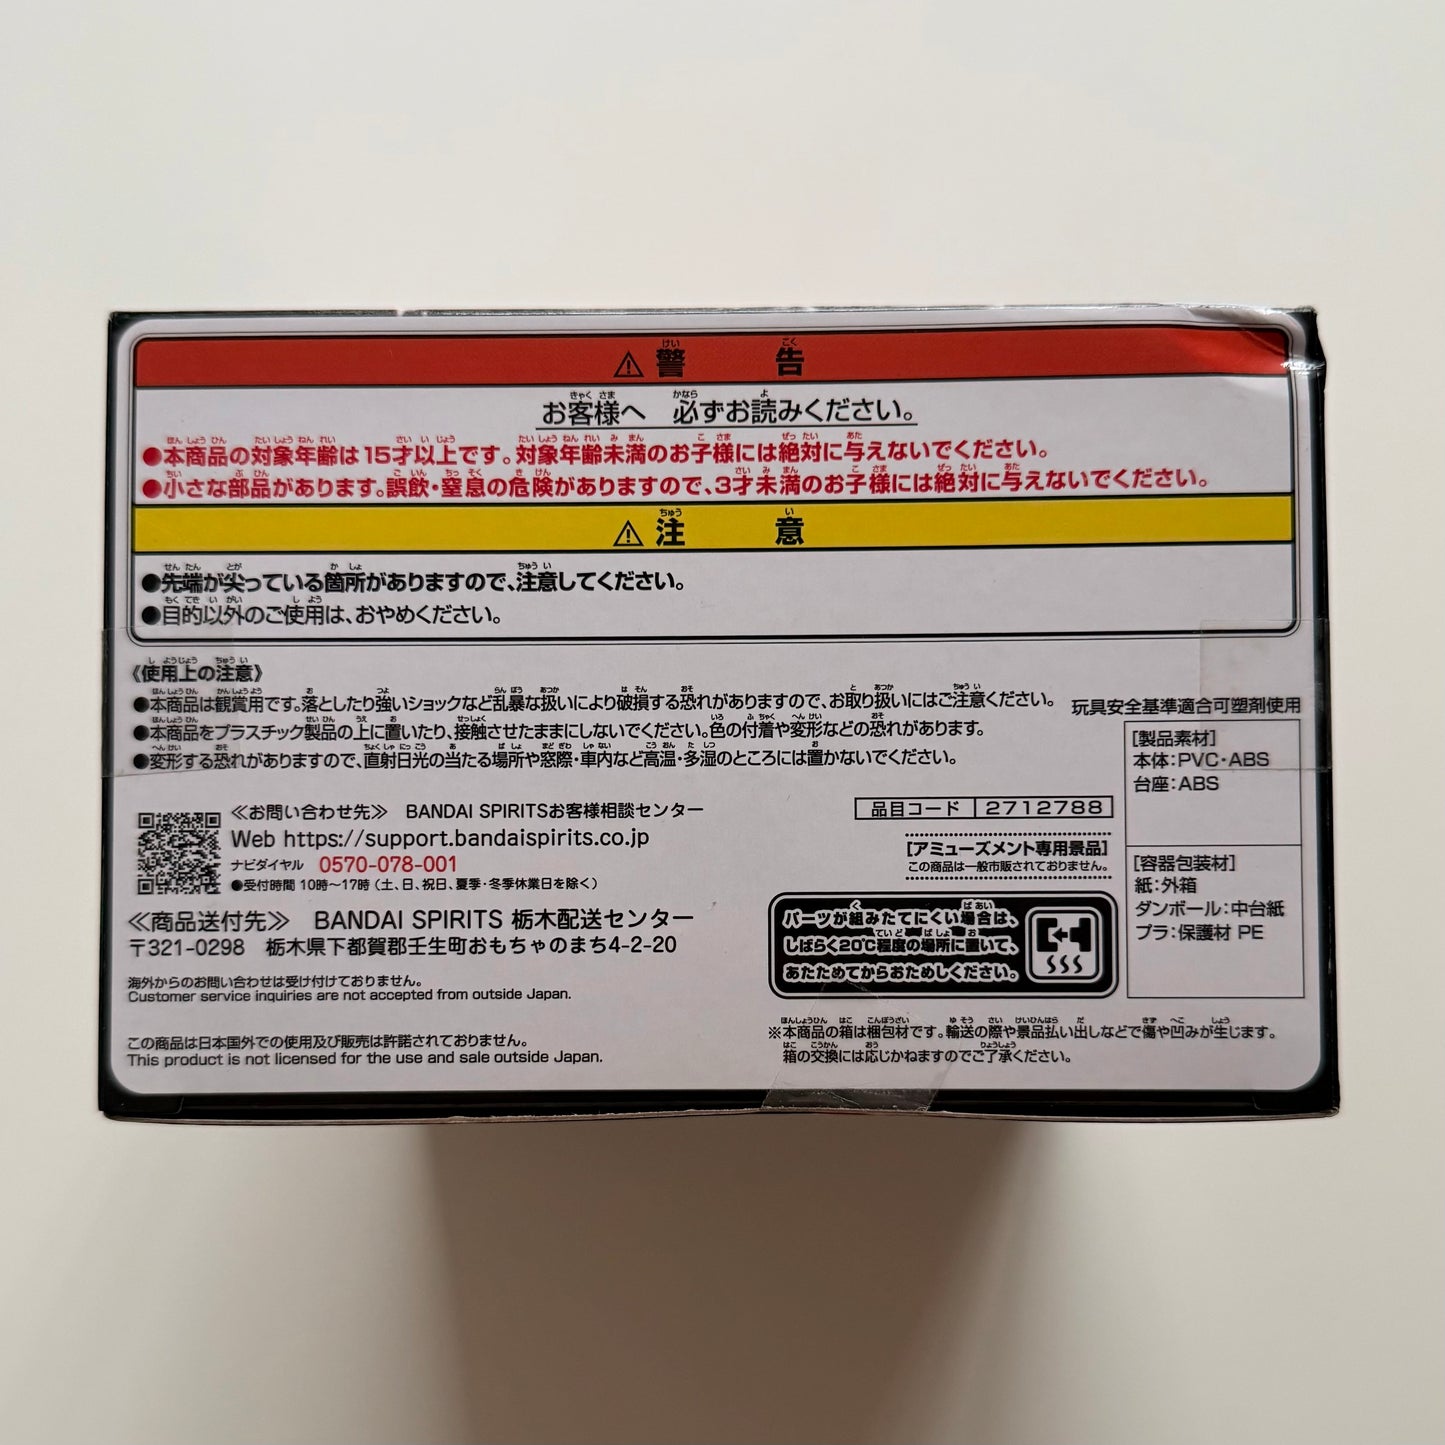 ⚠警告
お客様へ 必ずお読みください。
●本商品の対象年齢は15才以上です。対象年齢未満のお子様には絶対に与えないでください。
●小さな部品があります。誤飲・窒息の危険がありますので、3才未満のお子様には絶対に与えないでください。
⚠注意
●先端が尖っている箇所がありますので、注意してください。
●目的以外のご使用は、おやめください。
《使用上の注意》
●本商品は観賞用です。落としたり強いショックなど乱暴な扱いにより破損する恐れがありますので、お取り扱いにはご注意ください。
●本商品をプラスチック製品の上に置いたり、接触させたままにしないでください。色の付着や変形などの恐れがあります。
●変形する恐れがありますので、直射日光の当たる場所や窓際・車内など高温・多湿のところには置かないでください。
玩具安全基準適合可塑剤使用
[製品素材]
本体:PVC・ABS
台座:ABS
[容器包装材]
紙:外箱
ダンボール:中台紙
プラ:保護材 PE
≪お問い合わせ先≫ BANDAI SPIRITSお客様相談センター
Web https://support.bandaispirits.co.jp
ナビダイヤル 0570-078-001
●受付時間 10時〜17時(土、日、祝日、夏季・冬季休業日を除く)
≪商品送付先≫ BANDAI SPIRITS 栃木配送センター
〒321-0298 栃木県下都賀郡壬生町おもちゃのまち4-2-20
海外からのお問い合わせは受け付けておりません。
Customer service inquiries are not accepted from outside Japan.
この商品は日本国外での使用及び販売は許諾されておりません。
This product is not licensed for the use and sale outside Japan.
品目コード 2712788
[アミューズメント専用景品]
この商品は一般市販されておりません。
パーツが組みたてにくい場合は、
しばらく20℃程度の場所に置いて、
あたためてからおためしください。
※本商品の箱は梱包材です。輸送の際や景品払い出しなどで傷や凹みが生じます。
箱の交換には応じかねますのでご了承ください。